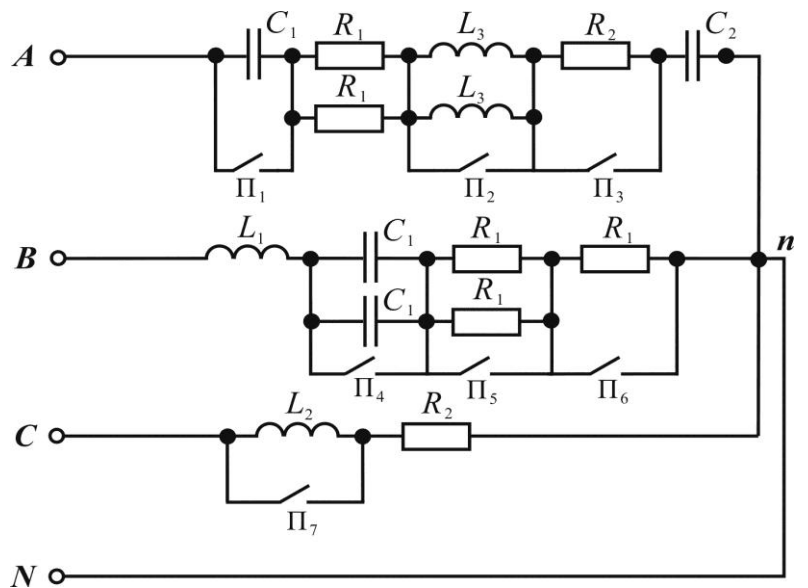 C₁ R₁ L₃ R₂ C₂
A
R₁ L₃
П₁ П₂ П₃
L₁ C₁ R₁ R₁ n
B
C₁ R₁
П₄ П₅ П₆
L₂ R₂
C
П₇
N